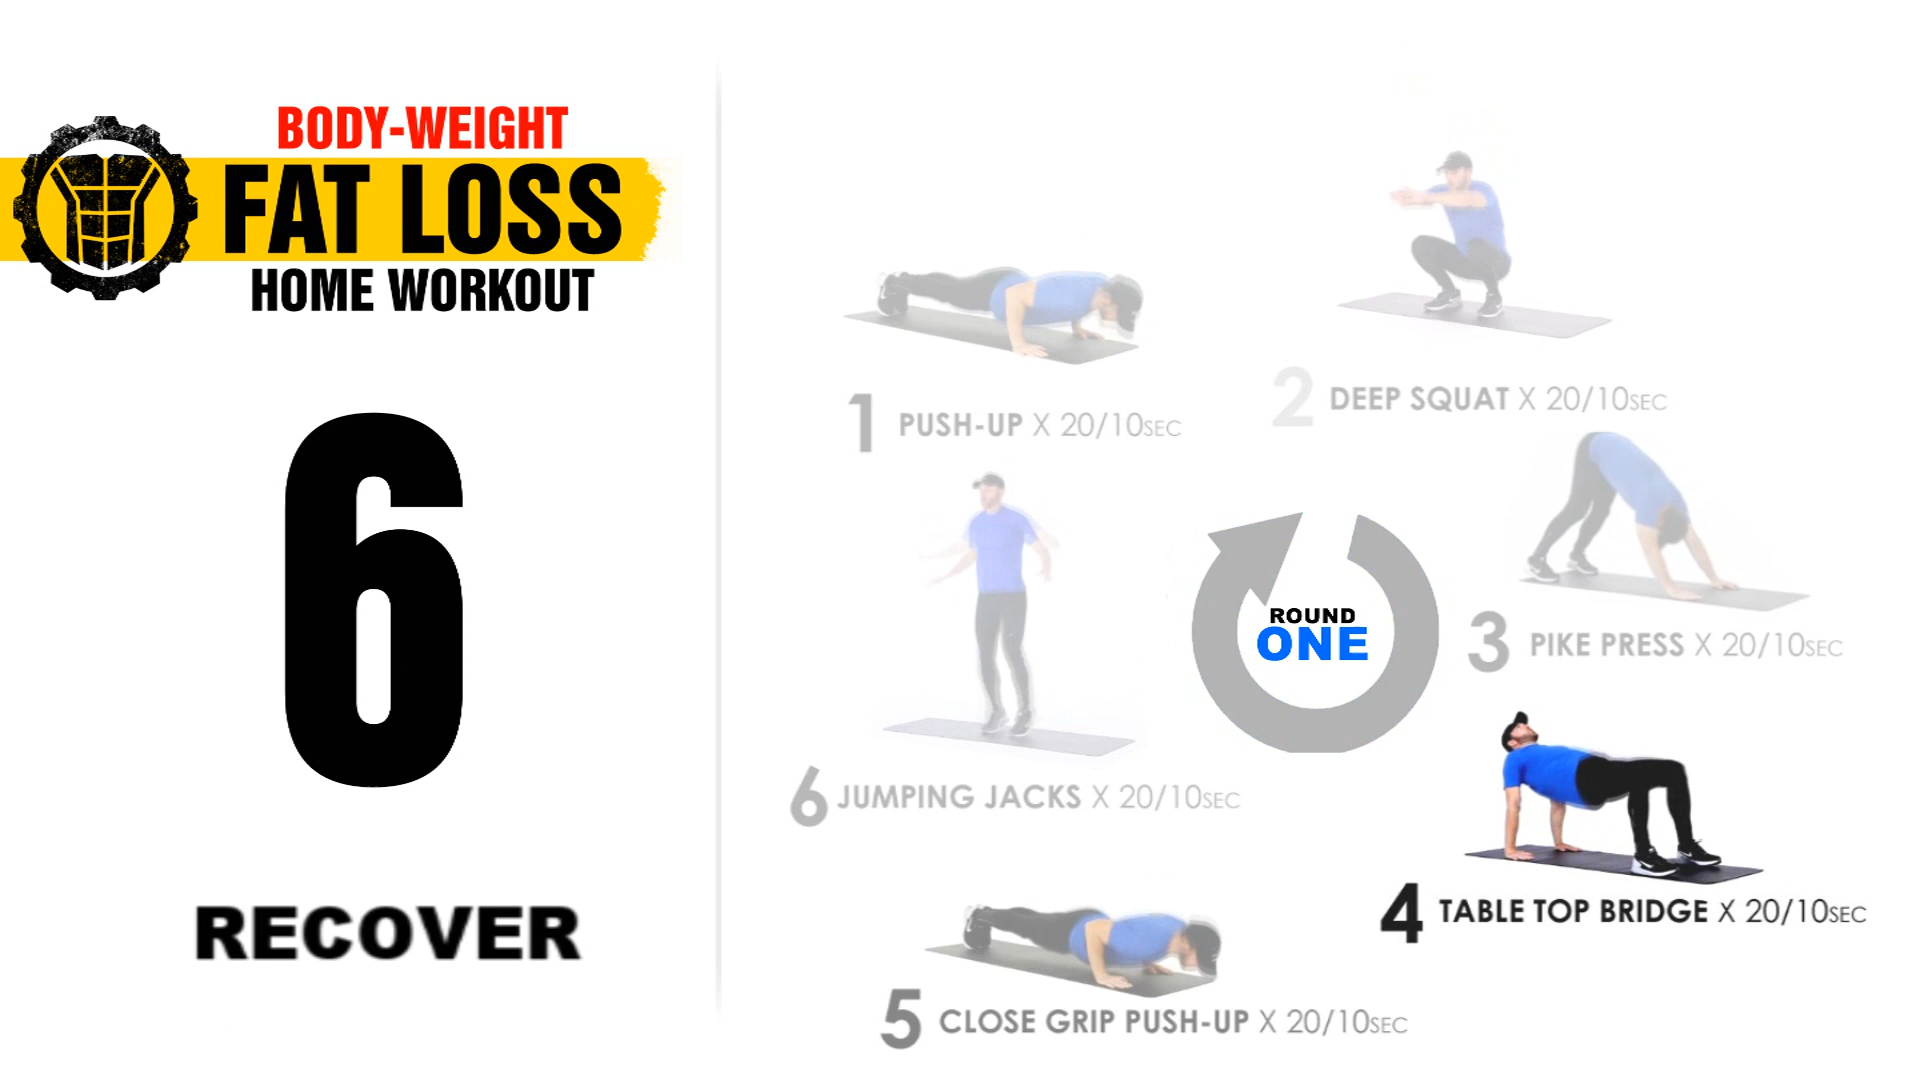 BODY-WEIGHT
FAT LOSS
HOME WORKOUT
6
RECOVER
1 PUSH-UP X 20/10SEC
2 DEEP SQUAT X 20/10SEC
3 PIKE PRESS X 20/10SEC
ROUND
ONE
4 TABLE TOP BRIDGE X 20/10SEC
5 CLOSE GRIP PUSH-UP X 20/10SEC
6 JUMPING JACKS X 20/10SEC